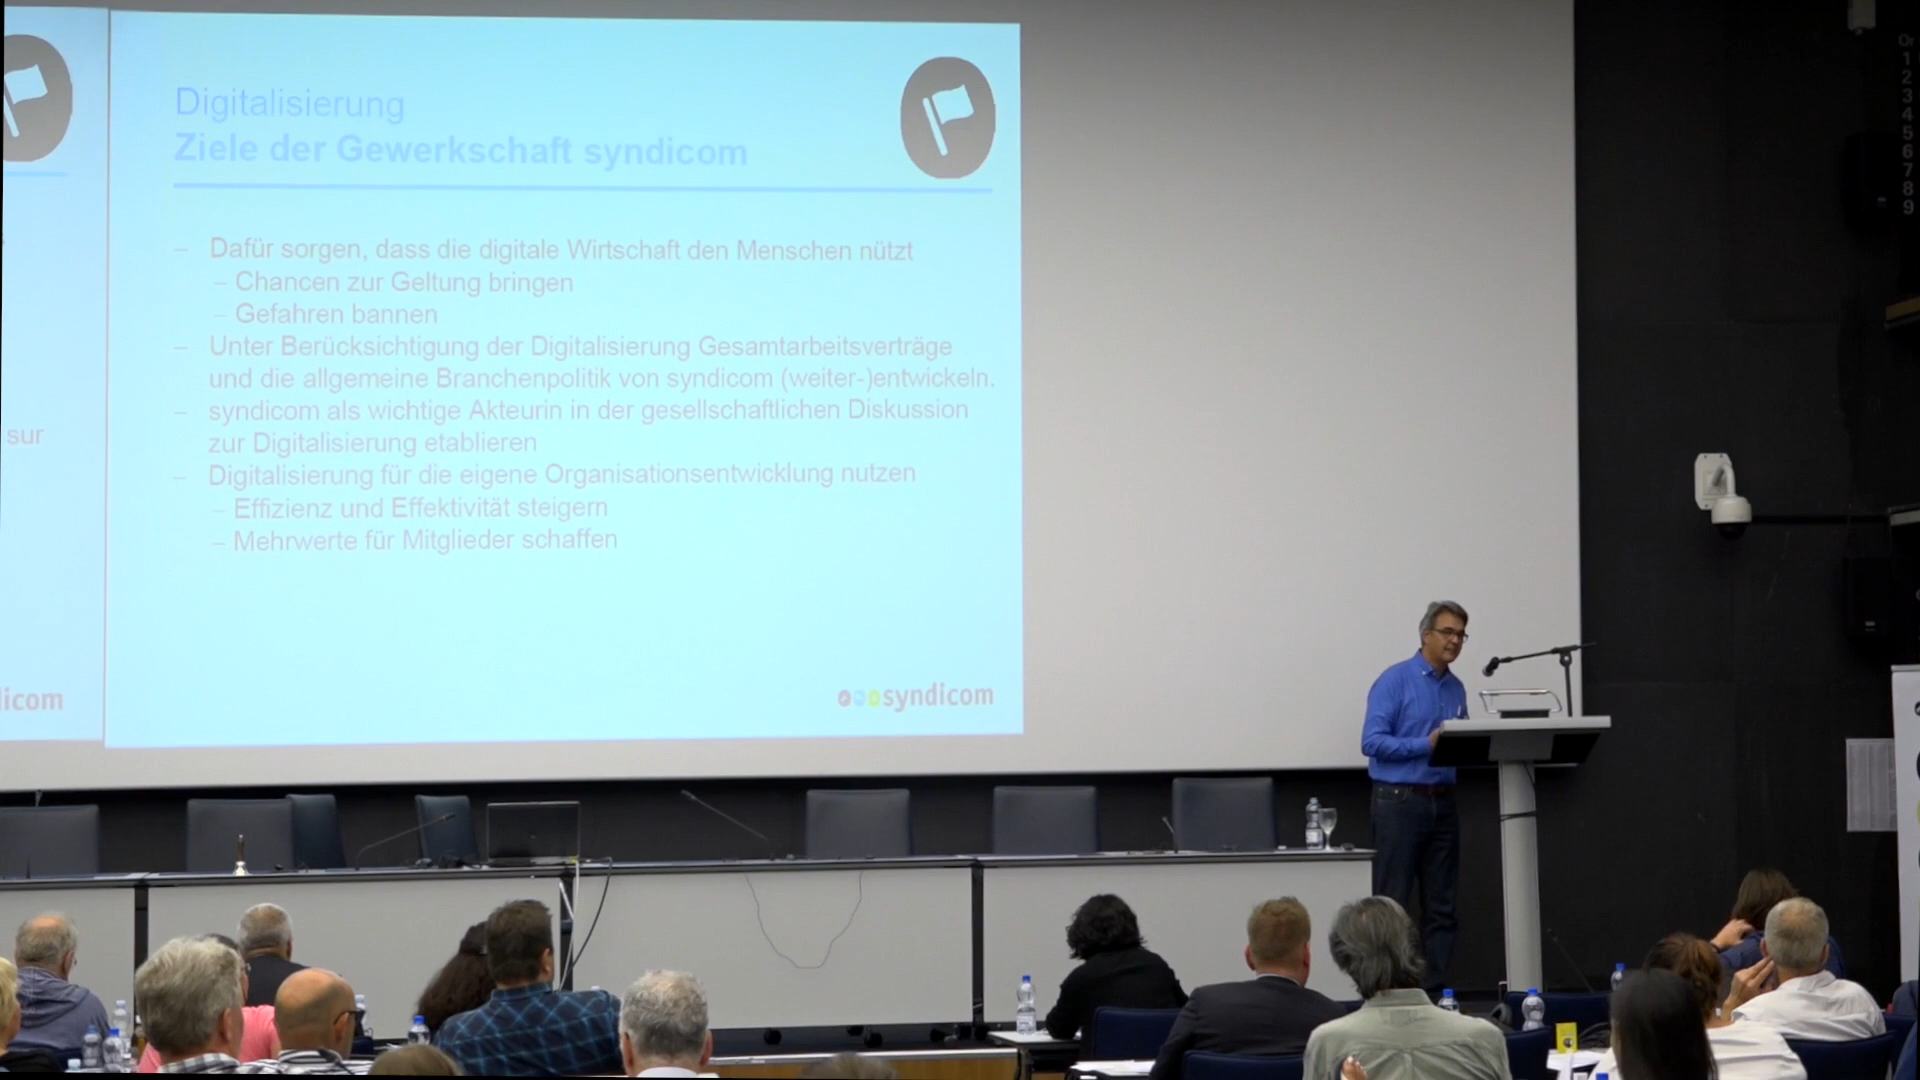 Digitalisierung
Ziele der Gewerkschaft syndicom
– Dafür sorgen, dass die digitale Wirtschaft den Menschen nützt
– Chancen zur Geltung bringen
– Gefahren bannen
– Unter Berücksichtigung der Digitalisierung Gesamtarbeitsverträge
und die allgemeine Branchenpolitik von syndicom (weiter-)entwickeln.
– syndicom als wichtige Akteurin in der gesellschaftlichen Diskussion
zur Digitalisierung etablieren
– Digitalisierung für die eigene Organisationsentwicklung nutzen
– Effizienz und Effektivität steigern
– Mehrwerte für Mitglieder schaffen
syndicom
sur
licom
Or
1
2
3
4
5
6
7
8
9